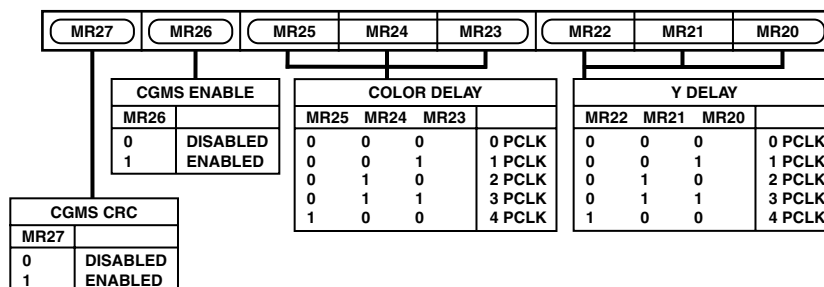 MR27 MR26 MR25 MR24 MR23 MR22 MR21 MR20
CGMS ENABLE
MR26
0 DISABLED
1 ENABLED
COLOR DELAY
MR25 MR24 MR23
0 0 0 0 PCLK
0 0 1 1 PCLK
0 1 0 2 PCLK
0 1 1 3 PCLK
1 0 0 4 PCLK
Y DELAY
MR22 MR21 MR20
0 0 0 0 PCLK
0 0 1 1 PCLK
0 1 0 2 PCLK
0 1 1 3 PCLK
1 0 0 4 PCLK
CGMS CRC
MR27
0 DISABLED
1 ENABLED